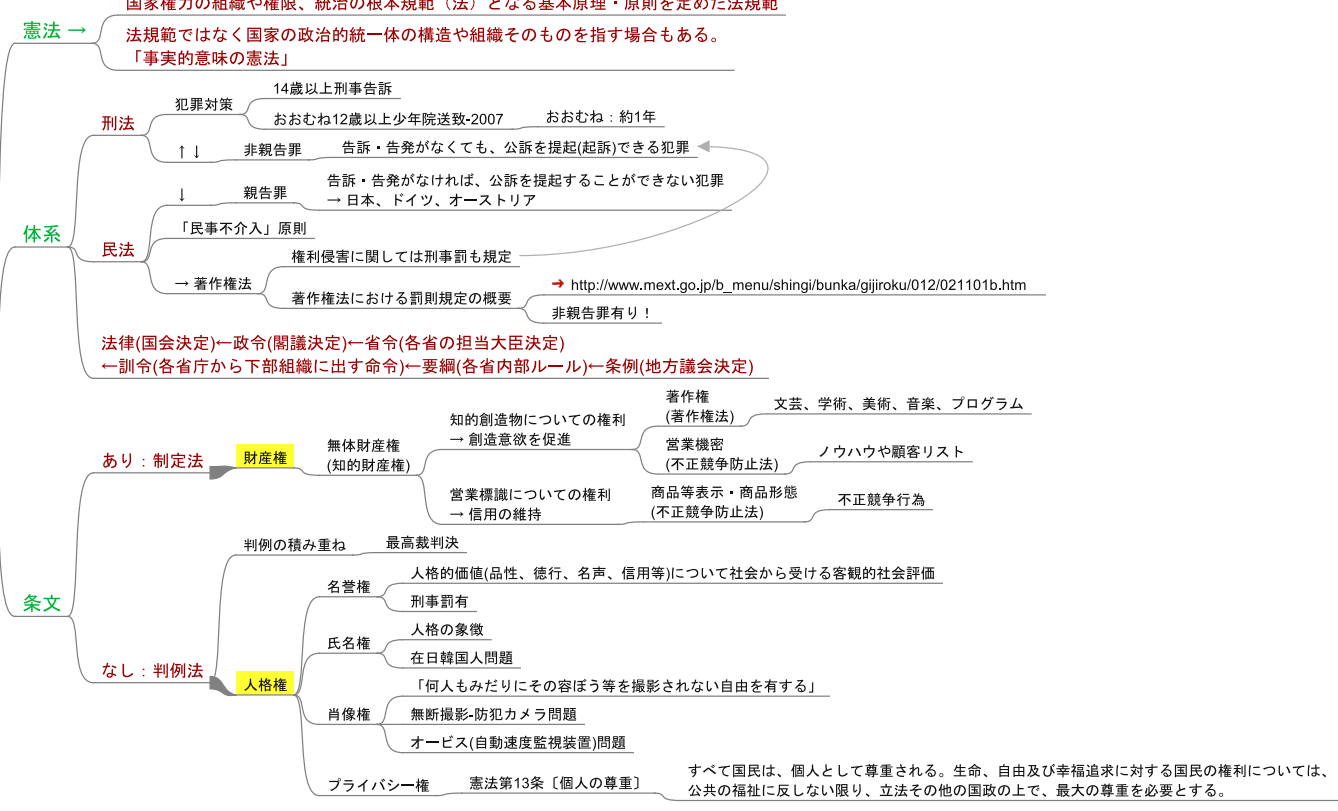 国家権力の組織や権限、統治の根本規範（法）となる基本原理・原則を定めた法規範
憲法 →
法規範ではなく国家の政治的統一体の構造や組織そのものを指す場合もある。
「事実的意味の憲法」
体系
刑法
犯罪対策
14歳以上刑事告訴
おおむね12歳以上少年院送致-2007
おおむね：約1年
↑ ↓
非親告罪
告訴・告発がなくても、公訴を提起(起訴)できる犯罪
民法
↓
親告罪
告訴・告発がなければ、公訴を提起することができない犯罪
→ 日本、ドイツ、オーストリア
「民事不介入」原則
→ 著作権法
権利侵害に関しては刑事罰も規定
著作権法における罰則規定の概要
➜ http://www.mext.go.jp/b_menu/shingi/bunka/gijiroku/012/021101b.htm
非親告罪有り！
法律(国会決定)←政令(閣議決定)←省令(各省の担当大臣決定)
←訓令(各省庁から下部組織に出す命令)←要綱(各省内部ルール)←条例(地方議会決定)
条文
あり：制定法
財産権
無体財産権
(知的財産権)
知的創造物についての権利
→ 創造意欲を促進
著作権
(著作権法)
文芸、学術、美術、音楽、プログラム
営業機密
(不正競争防止法)
ノウハウや顧客リスト
営業標識についての権利
→ 信用の維持
商品等表示・商品形態
(不正競争防止法)
不正競争行為
なし：判例法
判例の積み重ね
最高裁判決
人格権
名誉権
人格的価値(品性、徳行、名声、信用等)について社会から受ける客観的社会評価
刑事罰有
氏名権
人格の象徴
在日韓国人問題
肖像権
「何人もみだりにその容ぼう等を撮影されない自由を有する」
無断撮影-防犯カメラ問題
オービス(自動速度監視装置)問題
プライバシー権
憲法第13条〔個人の尊重〕
すべて国民は、個人として尊重される。生命、自由及び幸福追求に対する国民の権利については、
公共の福祉に反しない限り、立法その他の国政の上で、最大の尊重を必要とする。